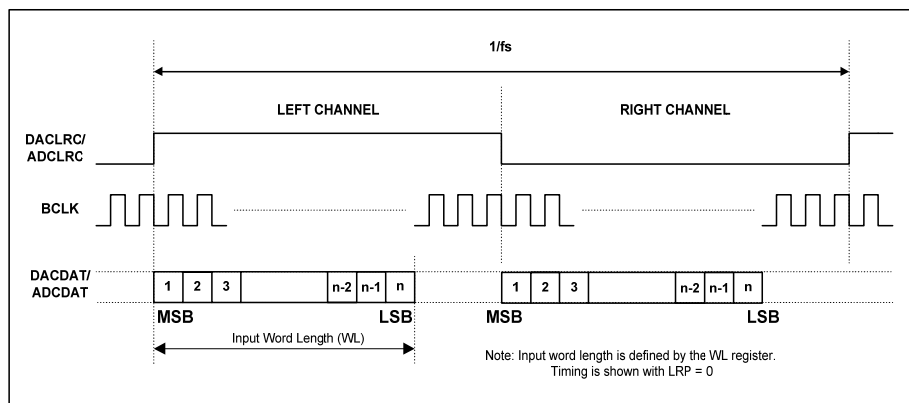 1/fs
LEFT CHANNEL
RIGHT CHANNEL
DACLRC/
ADCLRC
BCLK
DACDAT/
ADCDAT
1 2 3 n-2 n-1 n
1 2 3 n-2 n-1 n
MSB
LSB
MSB
LSB
Input Word Length (WL)
Note: Input word length is defined by the WL register.
Timing is shown with LRP = 0